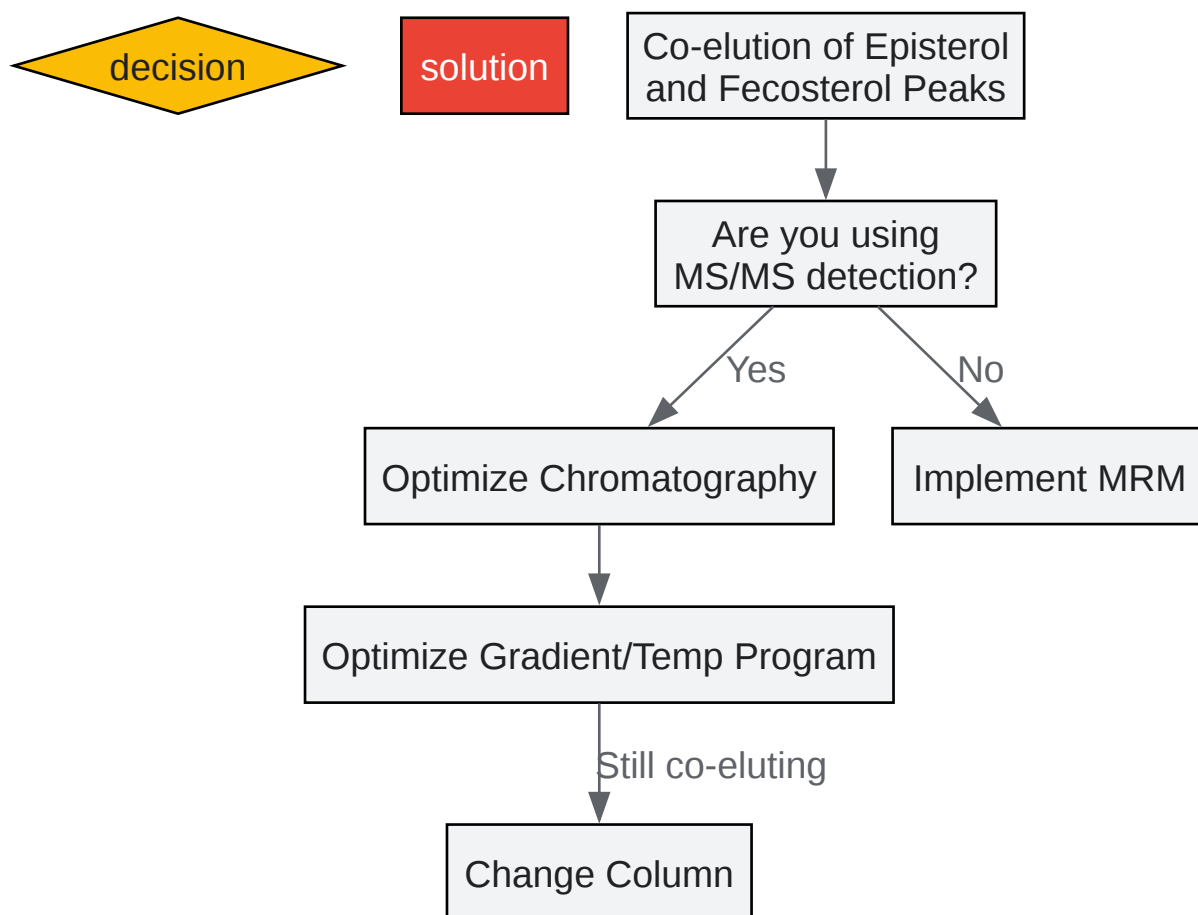 decision
solution
Co-elution of Episterol
and Fecosterol Peaks
Are you using
MS/MS detection?
Yes
No
Optimize Chromatography
Implement MRM
Optimize Gradient/Temp Program
Still co-eluting
Change Column